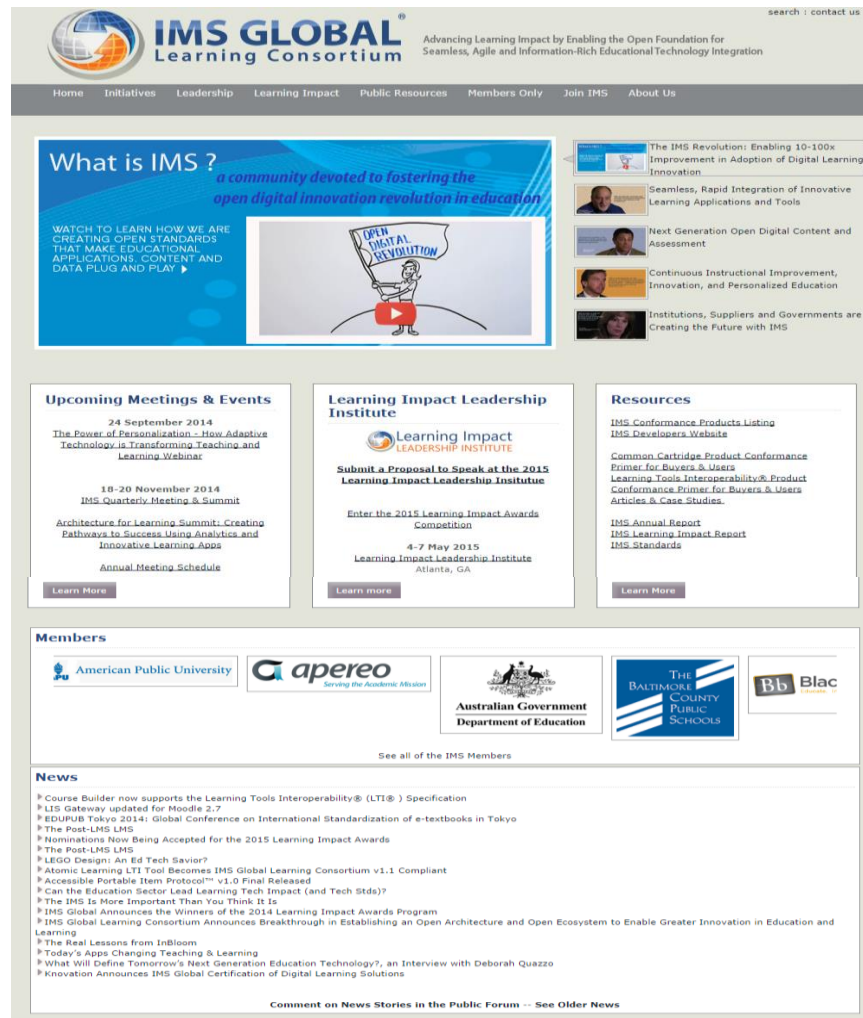 search : contact us
IMS GLOBAL®
Learning Consortium
Advancing Learning Impact by Enabling the Open Foundation for
Seamless, Agile and Information-Rich Educational Technology Integration
Home Initiatives Leadership Learning Impact Public Resources Members Only Join IMS About Us
What is IMS ?
a community devoted to fostering the
open digital innovation revolution in education
WATCH TO LEARN HOW WE ARE
CREATING OPEN STANDARDS
THAT MAKE EDUCATIONAL
APPLICATIONS, CONTENT AND
DATA PLUG AND PLAY
OPEN
DIGITAL
REVOLUTION
The IMS Revolution: Enabling 10-100x
Improvement in Adoption of Digital Learning
Innovation
Seamless, Rapid Integration of Innovative
Learning Applications and Tools
Next Generation Open Digital Content and
Assessment
Continuous Instructional Improvement,
Innovation, and Personalized Education
Institutions, Suppliers and Governments are
Creating the Future with IMS
Upcoming Meetings & Events
24 September 2014
The Power of Personalization - How Adaptive
Technology is Transforming Teaching and
Learning Webinar
18-20 November 2014
IMS Quarterly Meeting & Summit
Architecture for Learning Summit: Creating
Pathways to Success Using Analytics and
Innovative Learning Apps
Annual Meeting Schedule
Learn More
Learning Impact Leadership
Institute
Learning Impact
LEADERSHIP INSTITUTE
Submit a Proposal to Speak at the 2015
Learning Impact Leadership Insitutue
Enter the 2015 Learning Impact Awards
Competition
4-7 May 2015
Learning Impact Leadership Institute
Atlanta, GA
Learn more
Resources
IMS Conformance Products Listing
IMS Developers Website
Common Cartridge Product Conformance
Primer for Buyers & Users
Learning Tools Interoperability® Product
Conformance Primer for Buyers & Users
Articles & Case Studies
IMS Annual Report
IMS Learning Impact Report
IMS Standards
Learn More
Members
American Public University
apereo
Serving the Academic Mission
Australian Government
Department of Education
THE
BALTIMORE
COUNTY
PUBLIC
SCHOOLS
Bb Blac
See all of the IMS Members
News
Course Builder now supports the Learning Tools Interoperability® (LTI® ) Specification
LIS Gateway updated for Moodle 2.7
EDUPUB Tokyo 2014: Global Conference on International Standardization of e-textbooks in Tokyo
The Post-LMS LMS
Nominations Now Being Accepted for the 2015 Learning Impact Awards
The Post-LMS LMS
LEGO Design: An Ed Tech Savior?
Atomic Learning LTI Tool Becomes IMS Global Learning Consortium v1.1 Compliant
Accessible Portable Item Protocol™ v1.0 Final Released
Can the Education Sector Lead Learning Tech Impact (and Tech Stds)?
The IMS Is More Important Than You Think It Is
IMS Global Announces the Winners of the 2014 Learning Impact Awards Program
IMS Global Learning Consortium Announces Breakthrough in Establishing an Open Architecture and Open Ecosystem to Enable Greater Innovation in Education and
Learning
The Real Lessons from InBloom
Today's Apps Changing Teaching & Learning
What Will Define Tomorrow's Next Generation Education Technology?, an Interview with Deborah Quazzo
Knovation Announces IMS Global Certification of Digital Learning Solutions
Comment on News Stories in the Public Forum -- See Older News